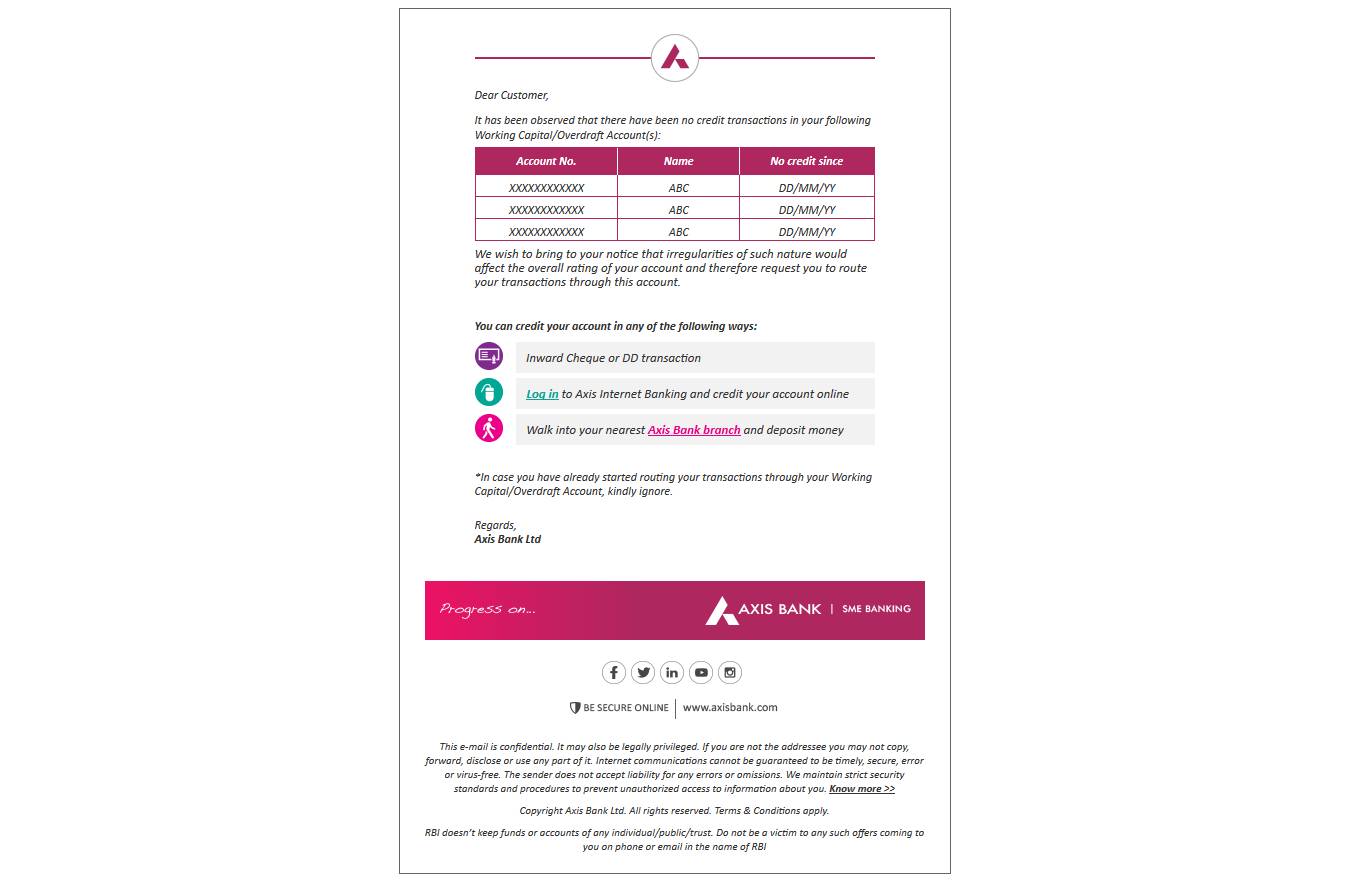 Dear Customer,
It has been observed that there have been no credit transactions in your following
Working Capital/Overdraft Account(s):
Account No. Name No credit since
XXXXXXXXXXXX ABC DD/MM/YY
XXXXXXXXXXXX ABC DD/MM/YY
XXXXXXXXXXXX ABC DD/MM/YY
We wish to bring to your notice that irregularities of such nature would
affect the overall rating of your account and therefore request you to route
your transactions through this account.
You can credit your account in any of the following ways:
Inward Cheque or DD transaction
Log in to Axis Internet Banking and credit your account online
Walk into your nearest Axis Bank branch and deposit money
*In case you have already started routing your transactions through your Working
Capital/Overdraft Account, kindly ignore.
Regards,
Axis Bank Ltd
Progress on... AXIS BANK | SME BANKING
BE SECURE ONLINE | www.axisbank.com
This e-mail is confidential. It may also be legally privileged. If you are not the addressee you may not copy,
forward, disclose or use any part of it. Internet communications cannot be guaranteed to be timely, secure, error
or virus-free. The sender does not accept liability for any errors or omissions. We maintain strict security
standards and procedures to prevent unauthorized access to information about you. Know more >>
Copyright Axis Bank Ltd. All rights reserved. Terms & Conditions apply.
RBI doesn't keep funds or accounts of any individual/public/trust. Do not be a victim to any such offers coming to
you on phone or email in the name of RBI